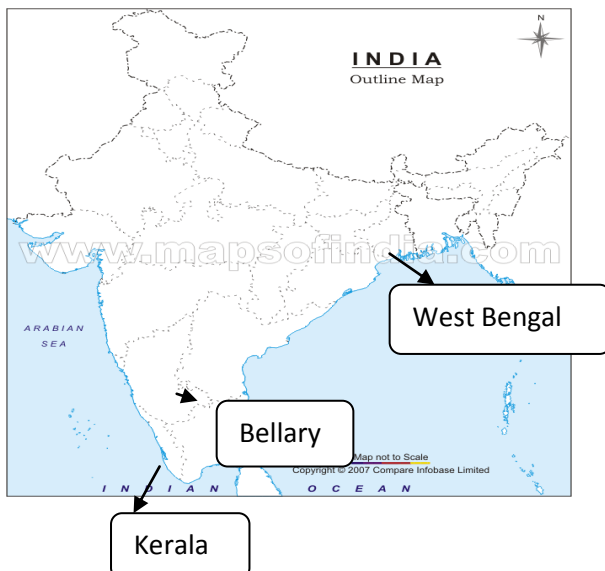 N
INDIA
Outline Map
www.mapsofindia.com
West Bengal
ARABIAN
SEA
Bellary
Map not to Scale
Copyright © 2007 Compare Infobase Limited
INDIAN OCEAN
Kerala